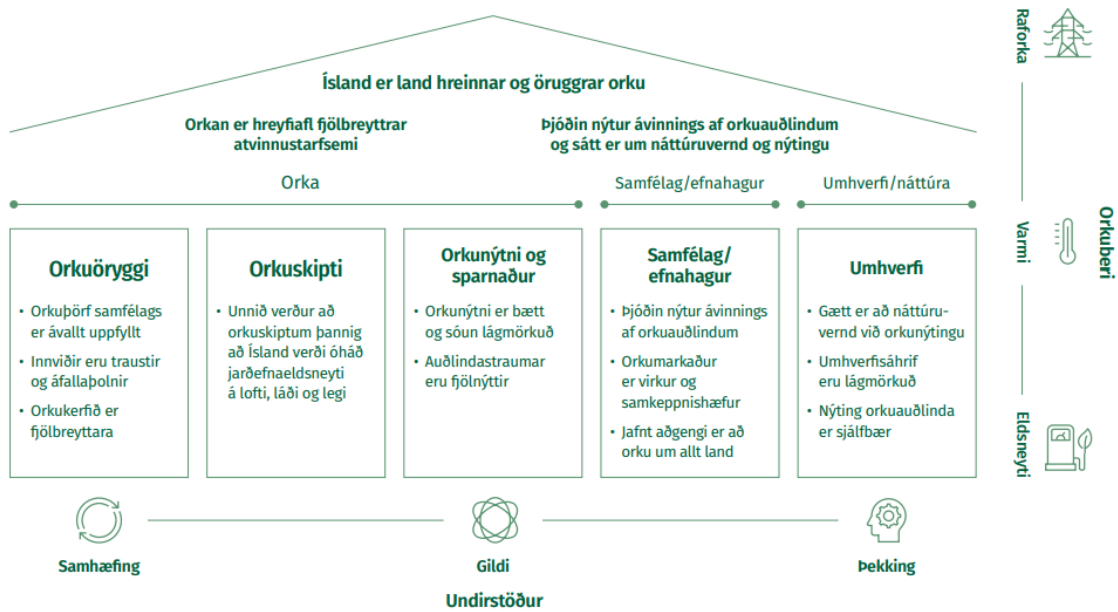 Ísland er land hreinnar og öruggrar orku
Orkan er hreyfiafl fjölbreyttrar
atvinnustarfsemi
Þjóðin nýtur ávinnings af orkuauðlindum
og sátt er um náttúruvernd og nýtingu
Orka
Samfélag/efnahagur
Umhverfi/náttúra
Orkuöryggi
• Orkuþörf samfélags
er ávallt uppfyllt
• Innviðir eru traustir
og áfallaþolnir
• Orkukerfið er
fjölbreyttara
Orkuskipti
• Unnið verður að
orkuskiptum þannig
að Ísland verði óháð
jarðefnaeldsneyti
á lofti, láði og legi
Orkunýtni og
sparnaður
• Orkunýtni er bætt
og sóun lágmörkuð
• Auðlindastraumar
eru fjölnýttir
Samfélag/
efnahagur
• Þjóðin nýtur ávinnings
af orkuauðlindum
• Orkumarkaður
er virkur og
samkeppnishæfur
• Jafnt aðgengi er að
orku um allt land
Umhverfi
• Gætt er að náttúru-
vernd við orkunýtingu
• Umhverfisáhrif
eru lágmörkuð
• Nýting orkuauðlinda
er sjálfbær
Samhæfing
Gildi
Þekking
Undirstöður
Raforka
Varmi
Eldsneyti
Orkuberi